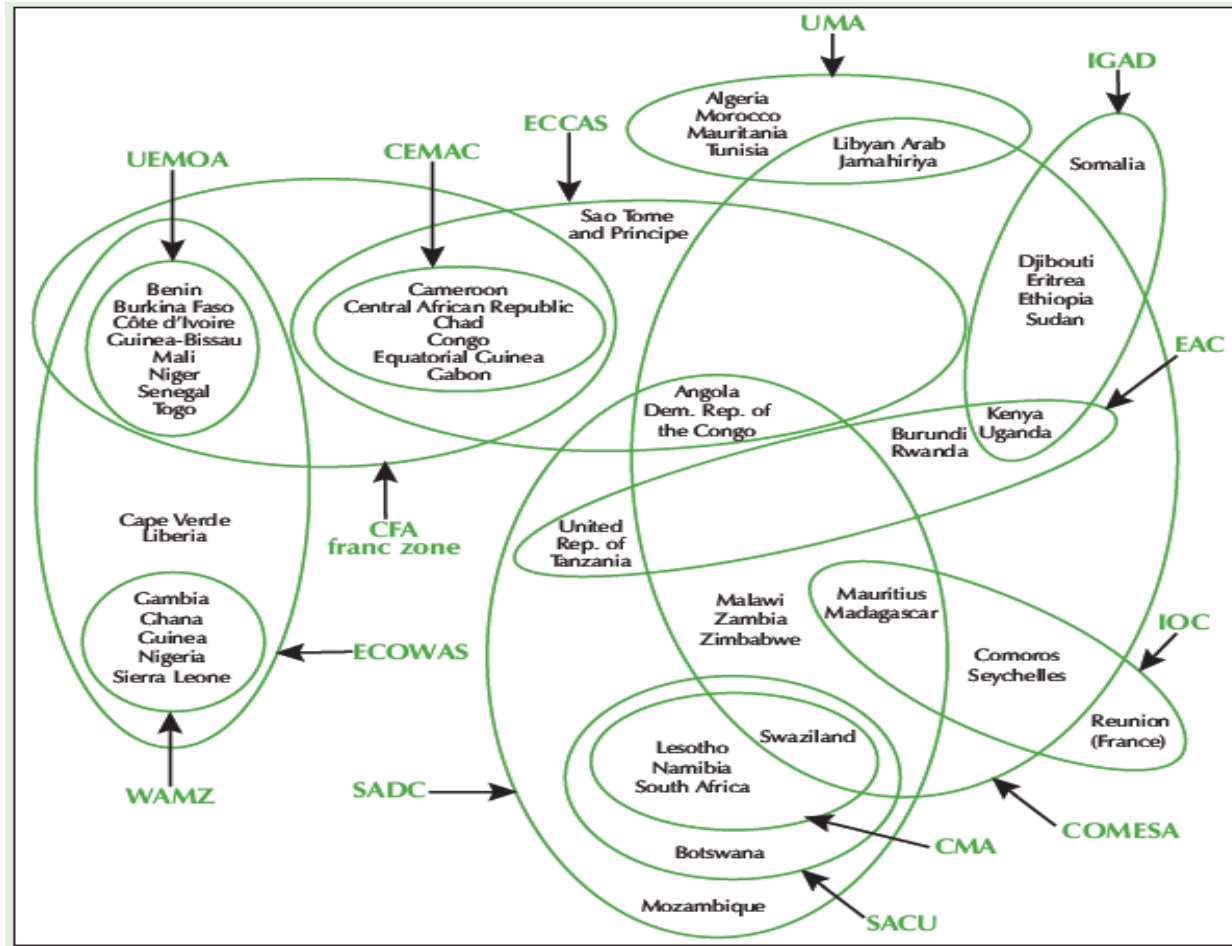 UMA
IGAD
Algeria
Morocco
Mauritania
Tunisia
Libyan Arab
Jamahiriya
Somalia
ECCAS
CEMAC
UEMOA
Sao Tome
and Principe
Benin
Burkina Faso
Côte d'Ivoire
Guinea-Bissau
Mali
Niger
Senegal
Togo
Cameroon
Central African Republic
Chad
Congo
Equatorial Guinea
Gabon
Djibouti
Eritrea
Ethiopia
Sudan
EAC
Angola
Dem. Rep. of
the Congo
Burundi
Rwanda
Kenya
Uganda
Cape Verde
Liberia
CFA
franc zone
United
Rep. of
Tanzania
Gambia
Ghana
Guinea
Nigeria
Sierra Leone
ECOWAS
Malawi
Zambia
Zimbabwe
Mauritius
Madagascar
IOC
Comoros
Seychelles
Reunion
(France)
Swaziland
Lesotho
Namibia
South Africa
WAMZ
SADC
COMESA
CMA
Botswana
SACU
Mozambique